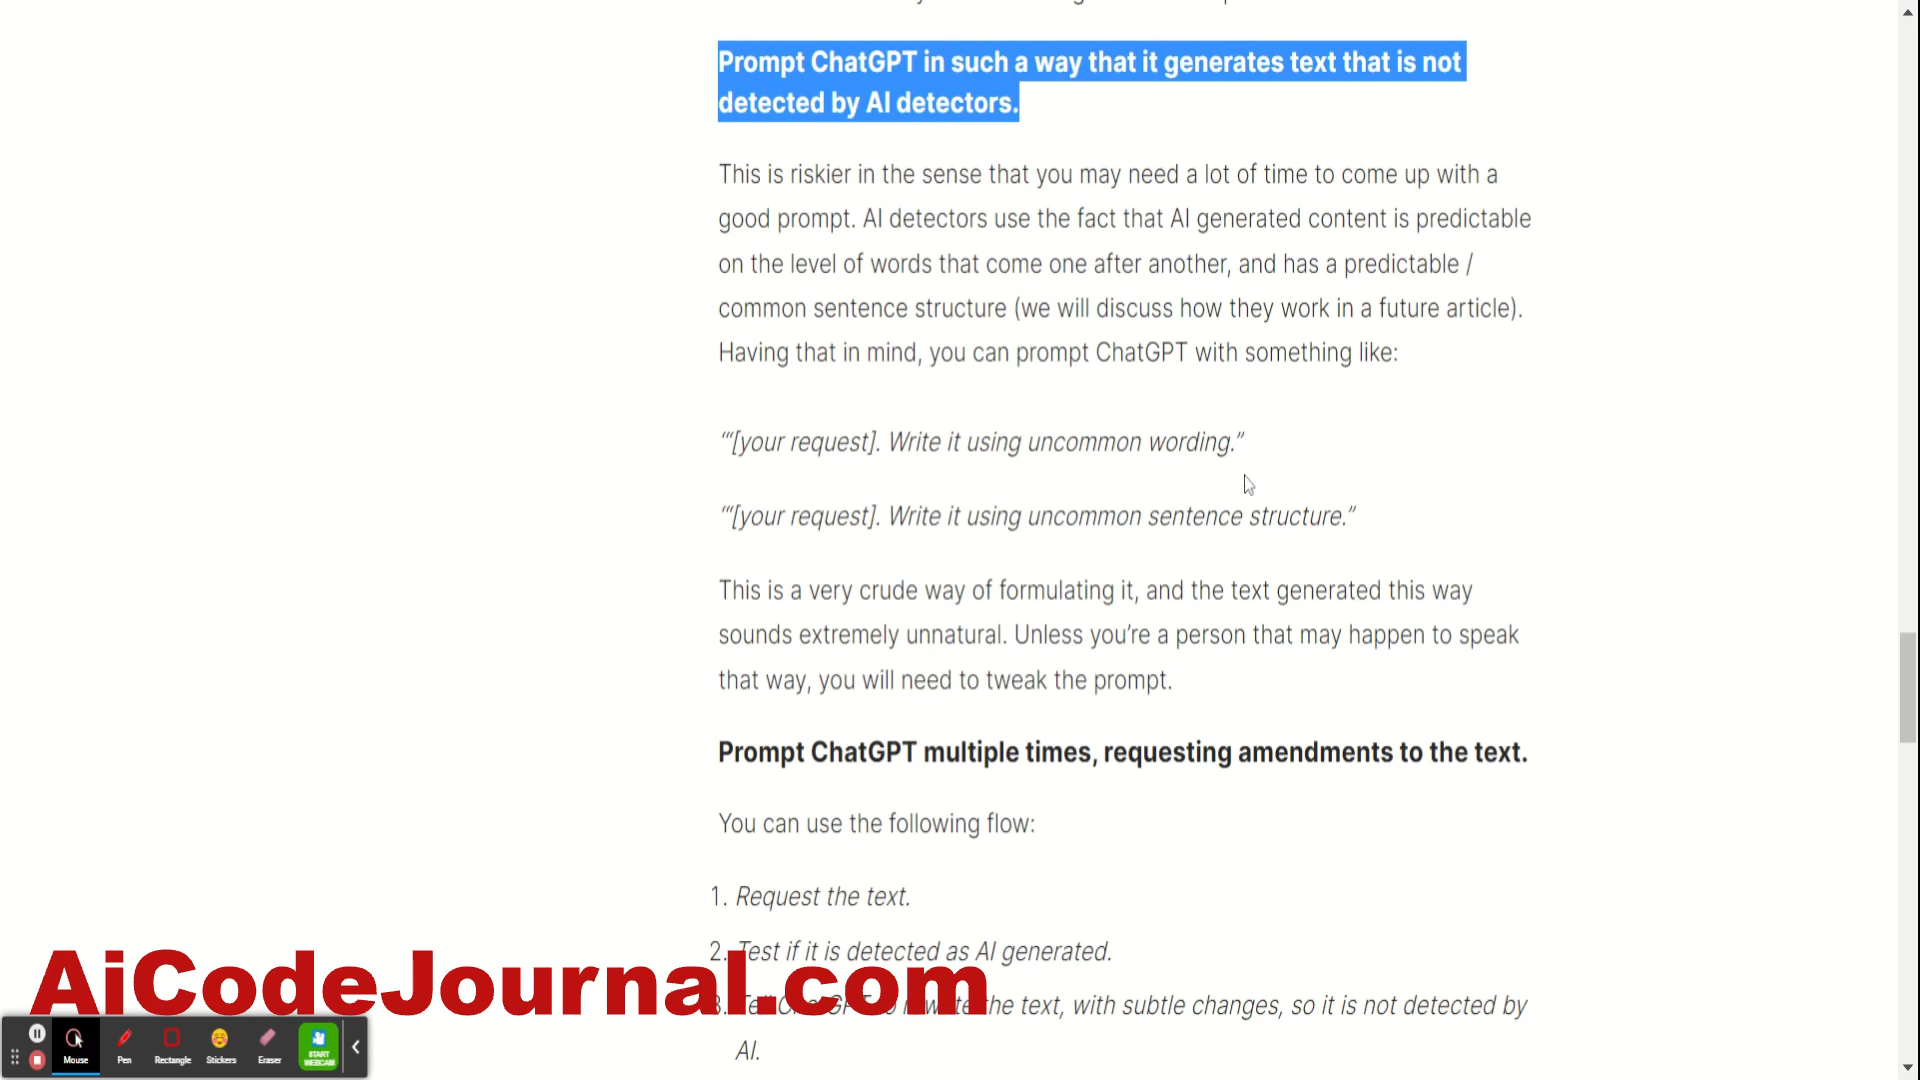 Prompt ChatGPT in such a way that it generates text that is not
detected by AI detectors.
This is riskier in the sense that you may need a lot of time to come up with a
good prompt. AI detectors use the fact that AI generated content is predictable
on the level of words that come one after another, and has a predictable /
common sentence structure (we will discuss how they work in a future article).
Having that in mind, you can prompt ChatGPT with something like:
“‘‘[your request]. Write it using uncommon wording.”
“‘‘[your request]. Write it using uncommon sentence structure.”
This is a very crude way of formulating it, and the text generated this way
sounds extremely unnatural. Unless you’re a person that may happen to speak
that way, you will need to tweak the prompt.
Prompt ChatGPT multiple times, requesting amendments to the text.
You can use the following flow:
1. Request the text.
2. Test if it is detected as AI generated.
the text, with subtle changes, so it is not detected by
AI.
AiCodeJournal.com
Mouse
Pen
Rectangle
Stickers
Eraser
START
WEBCAM